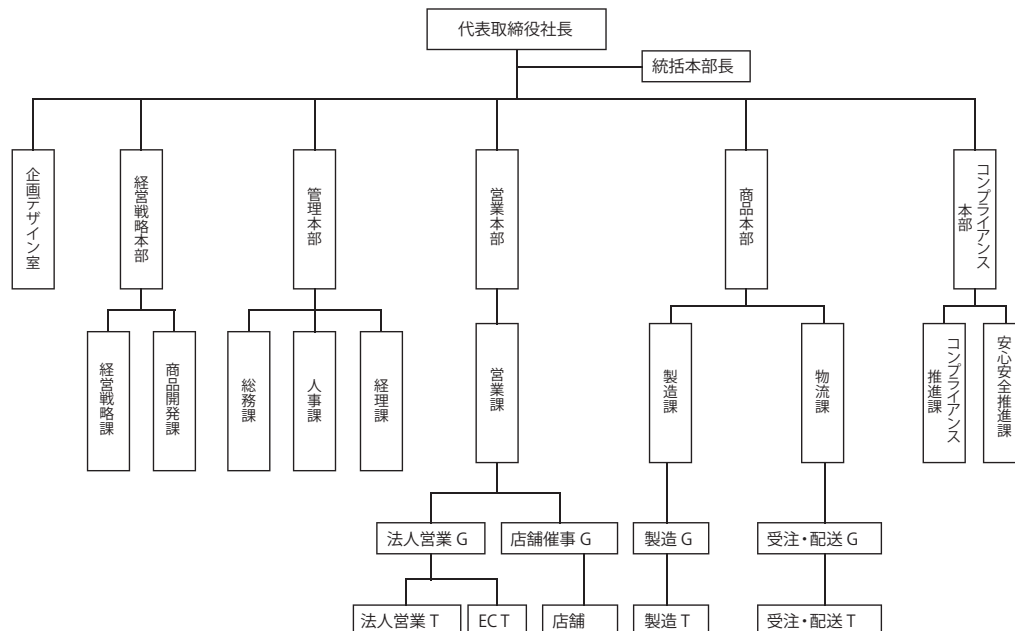 代表取締役社長
統括本部長
企画デザイン室
経営戦略本部
管理本部
営業本部
商品本部
コンプライアンス
本部
経営戦略課
商品開発課
総務課
人事課
経理課
営業課
製造課
物流課
コンプライアンス
推進課
安心安全推進課
法人営業 G
店舗催事 G
製造 G
受注・配送 G
法人営業 T
EC T
店舗
製造 T
受注・配送 T